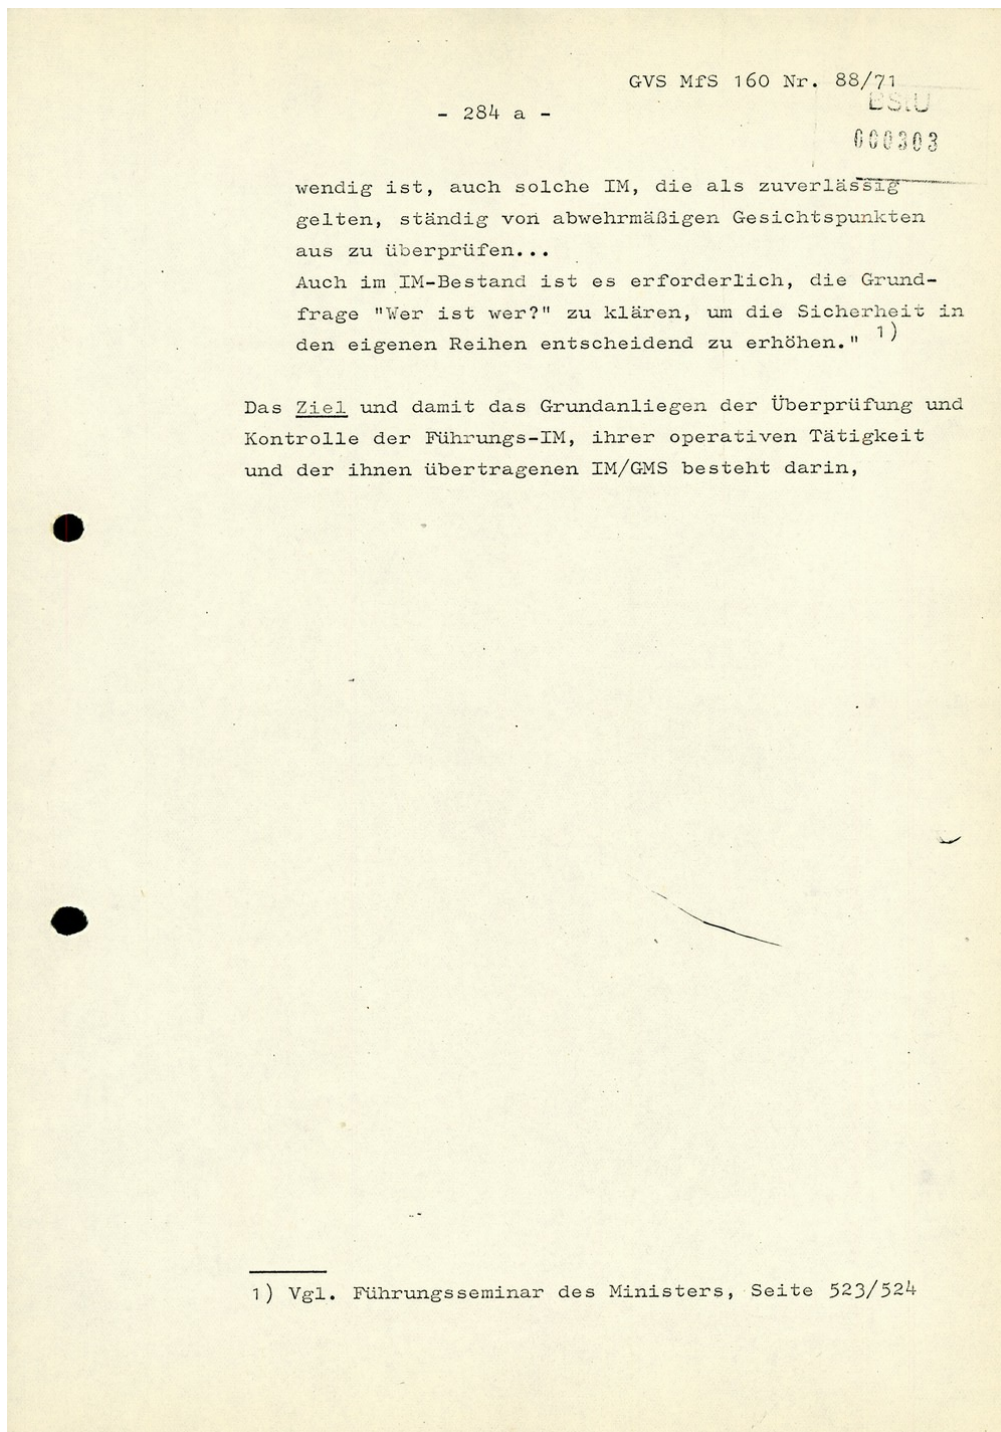 GVS MfS 160 Nr. 88/71
BStU
- 284 a -
000303
wendig ist, auch solche IM, die als zuverlässig
gelten, ständig von abwehrmäßigen Gesichtspunkten
aus zu überprüfen...
Auch im IM-Bestand ist es erforderlich, die Grund-
frage "Wer ist wer?" zu klären, um die Sicherheit in
den eigenen Reihen entscheidend zu erhöhen." 1)
Das Ziel und damit das Grundanliegen der Überprüfung und
Kontrolle der Führungs-IM, ihrer operativen Tätigkeit
und der ihnen übertragenen IM/GMS besteht darin,
1) Vgl. Führungsseminar des Ministers, Seite 523/524